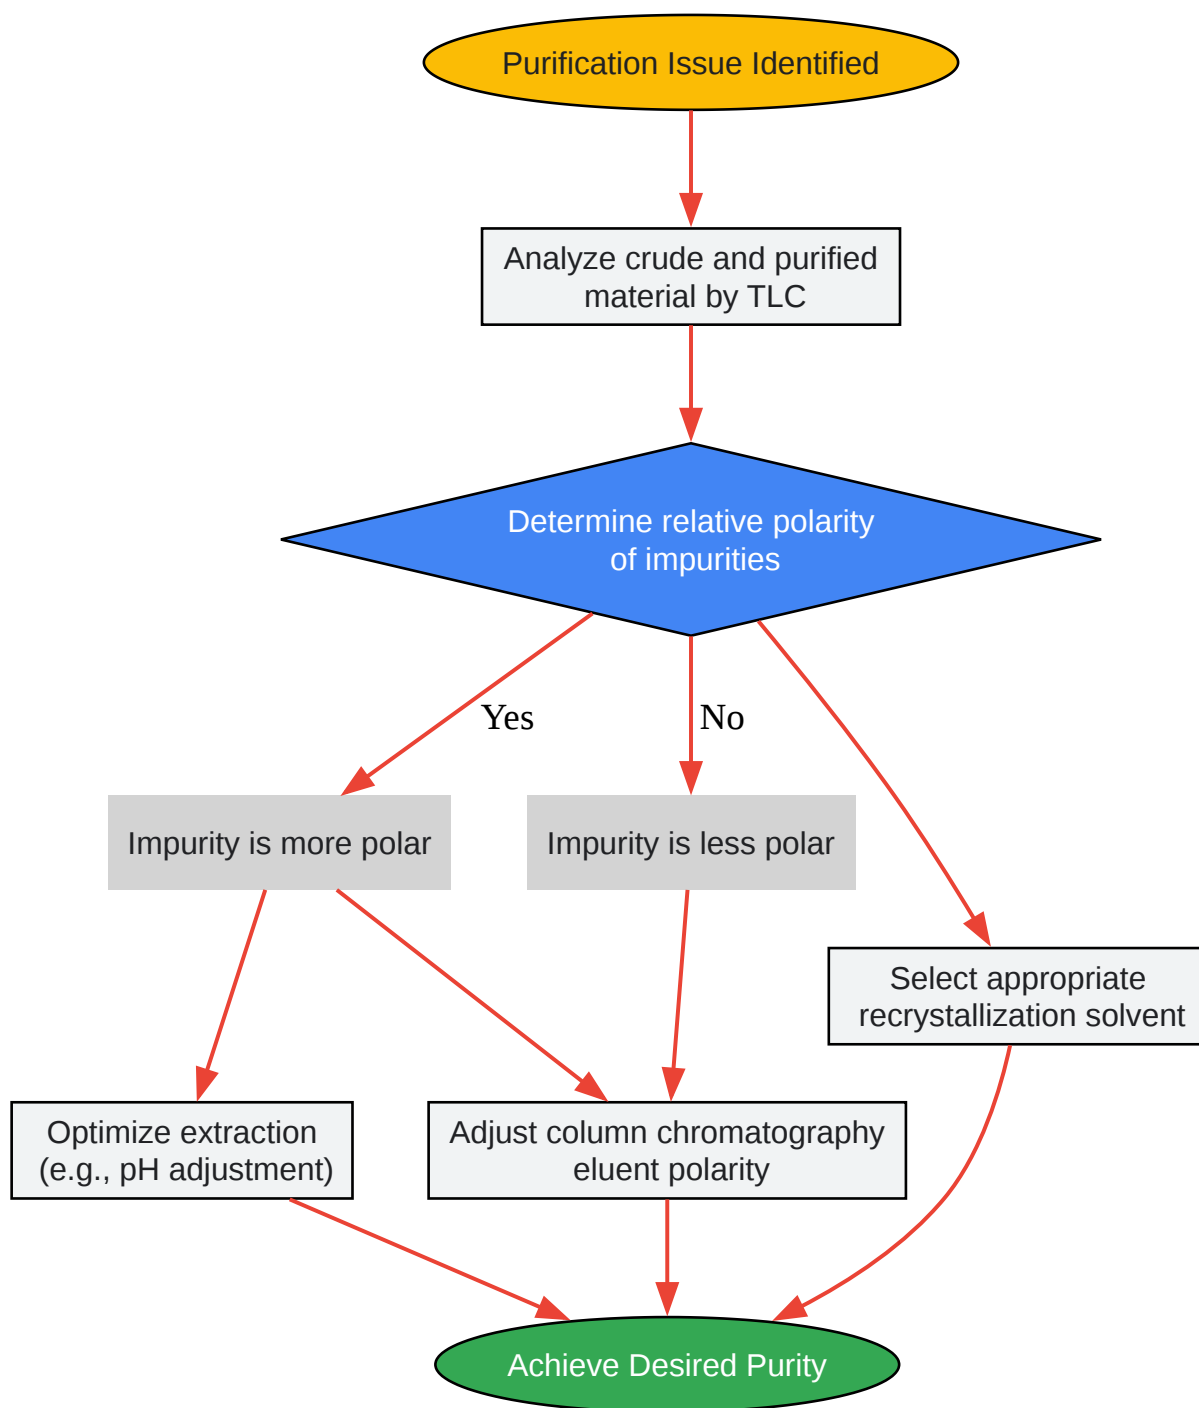 Purification Issue Identified
Analyze crude and purified
material by TLC
Determine relative polarity
of impurities
Yes
No
Impurity is more polar
Impurity is less polar
Select appropriate
recrystallization solvent
Optimize extraction
(e.g., pH adjustment)
Adjust column chromatography
eluent polarity
Achieve Desired Purity